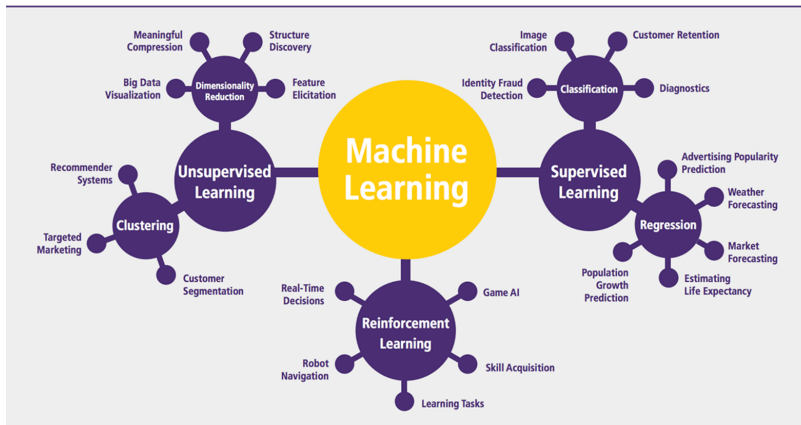 Machine
Learning
Unsupervised
Learning
Dimensionality
Reduction
Meaningful
Compression
Structure
Discovery
Big Data
Visualization
Feature
Elicitation
Clustering
Recommender
Systems
Targeted
Marketing
Customer
Segmentation
Supervised
Learning
Classification
Image
Classification
Customer Retention
Identity Fraud
Detection
Diagnostics
Regression
Advertising Popularity
Prediction
Weather
Forecasting
Market
Forecasting
Population
Growth
Prediction
Estimating
Life Expectancy
Reinforcement
Learning
Real-Time
Decisions
Game AI
Robot
Navigation
Skill Acquisition
Learning Tasks